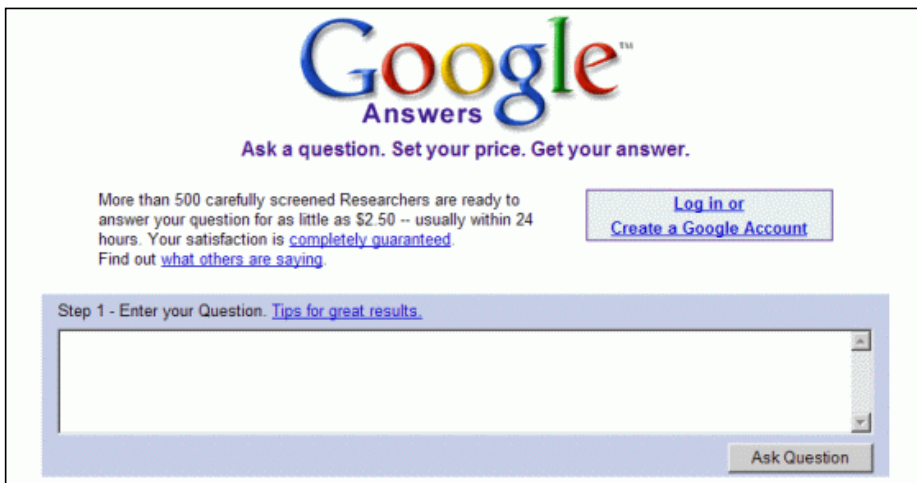 Google™
Answers
Ask a question. Set your price. Get your answer.
More than 500 carefully screened Researchers are ready to
answer your question for as little as $2.50 -- usually within 24
hours. Your satisfaction is completely guaranteed.
Find out what others are saying.
Log in or
Create a Google Account
Step 1 - Enter your Question. Tips for great results.
Ask Question